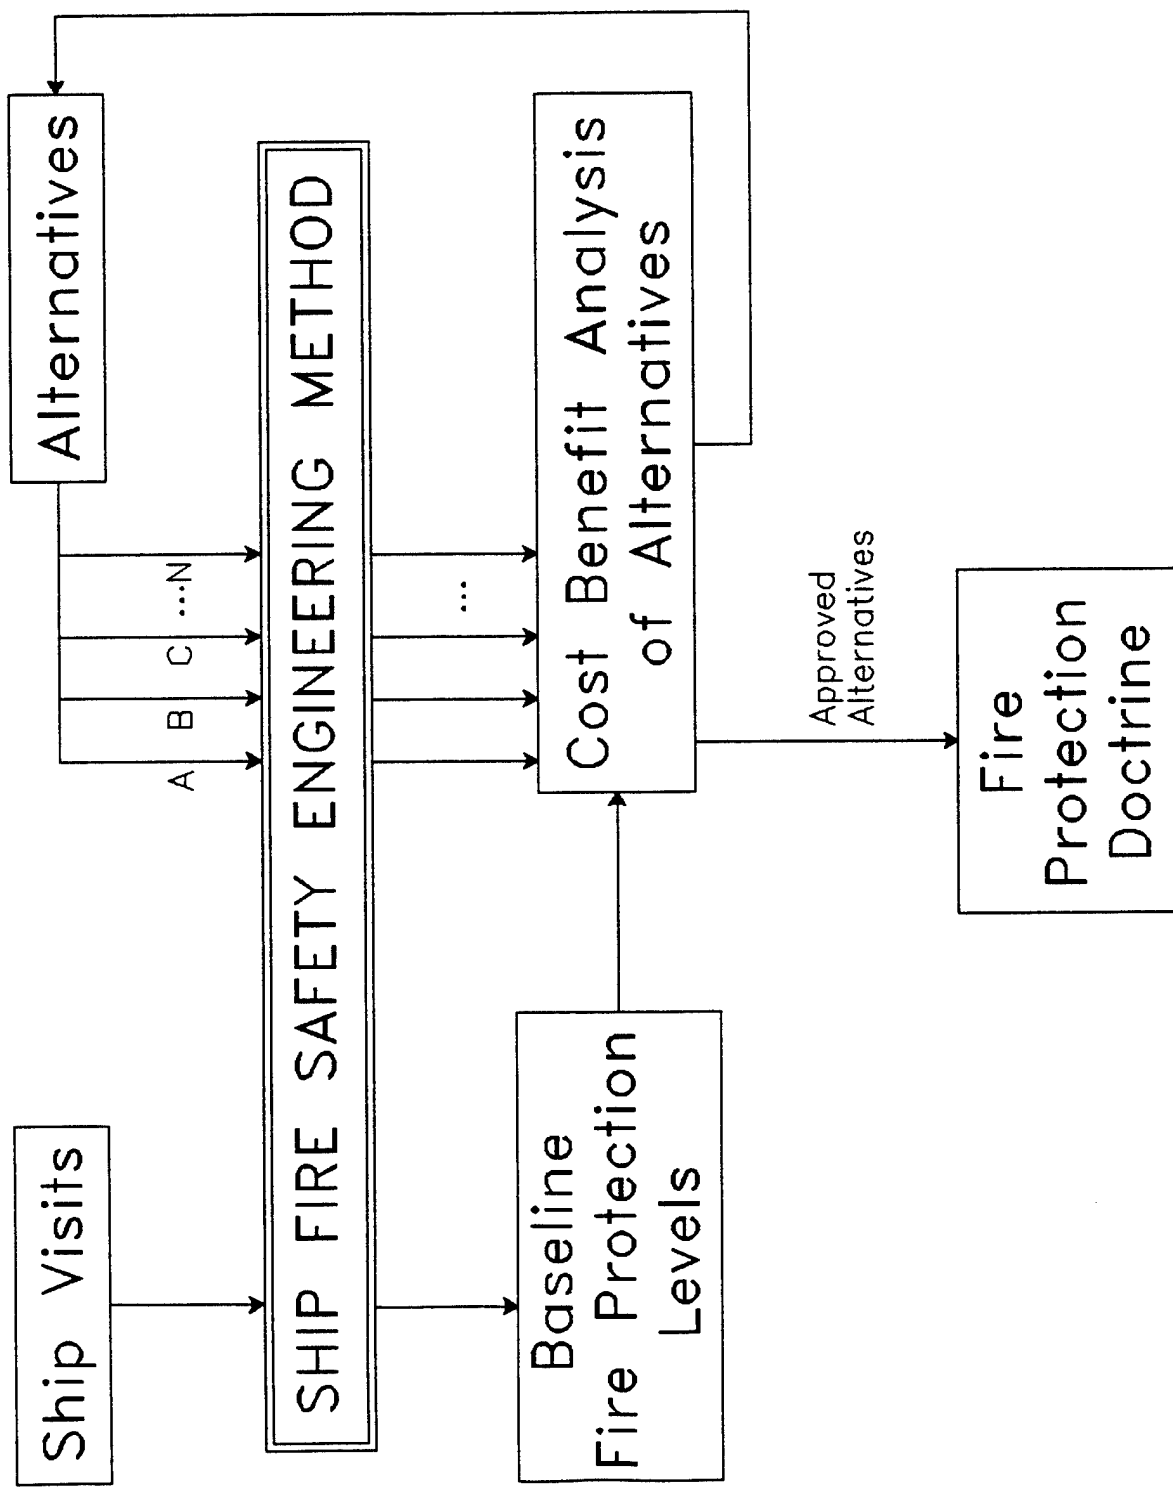 Ship Visits
Alternatives
A
B
C
....N
SHIP FIRE SAFETY ENGINEERING METHOD
...
Baseline
Fire Protection
Levels
Cost Benefit Analysis
of Alternatives
Approved
Alternatives
Fire
Protection
Doctrine